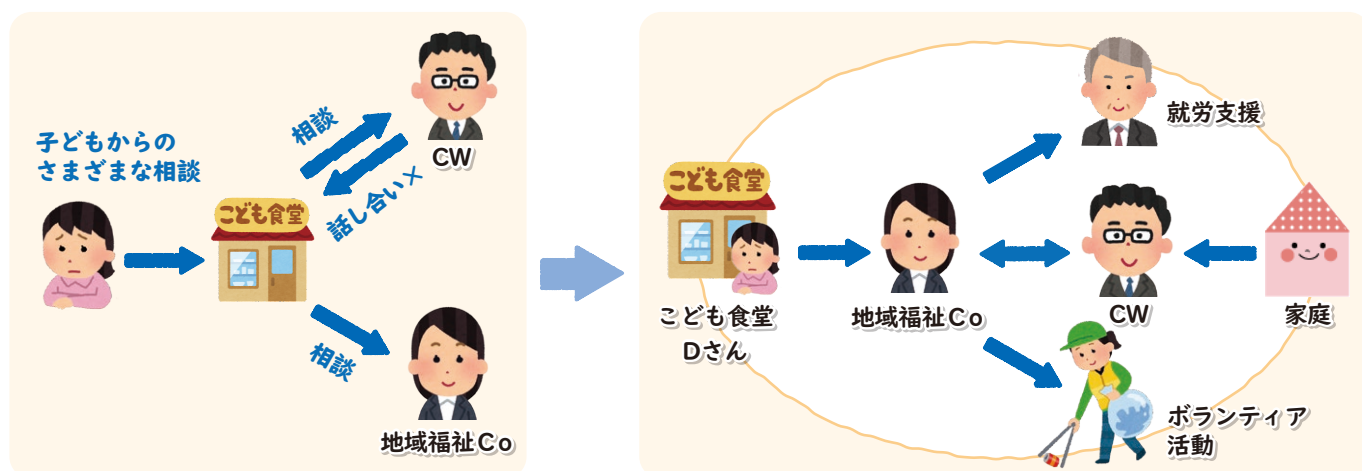 子どもからの
さまざまな相談
こども食堂
相談
話し合い×
CW
相談
地域福祉Co
こども食堂
こども食堂
Dさん
地域福祉Co
就労支援
CW
家庭
ボランティア
活動